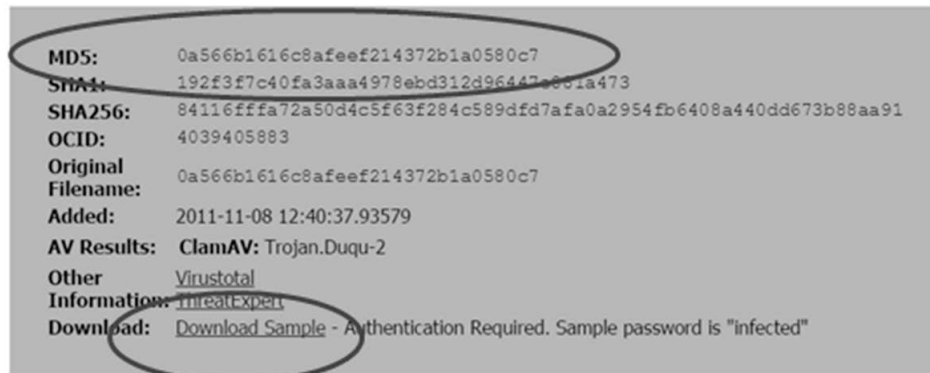 MD5: 0a566b1616c8afeef214372b1a0580c7
SHA1:
SHA256: 84116fffa72a50d4c5f63f284c589dfd7afa0a2954fb6408a440dd673b88aa91
OCID: 4039405883
Original
Filename: 0a566b1616c8afeef214372b1a0580c7
Added: 2011-11-08 12:40:37.93579
AV Results: ClamAV: Trojan.Duqu-2
Other Virustotal
Information: ThreatExpert
Download: Download Sample - Authentication Required. Sample password is "infected"